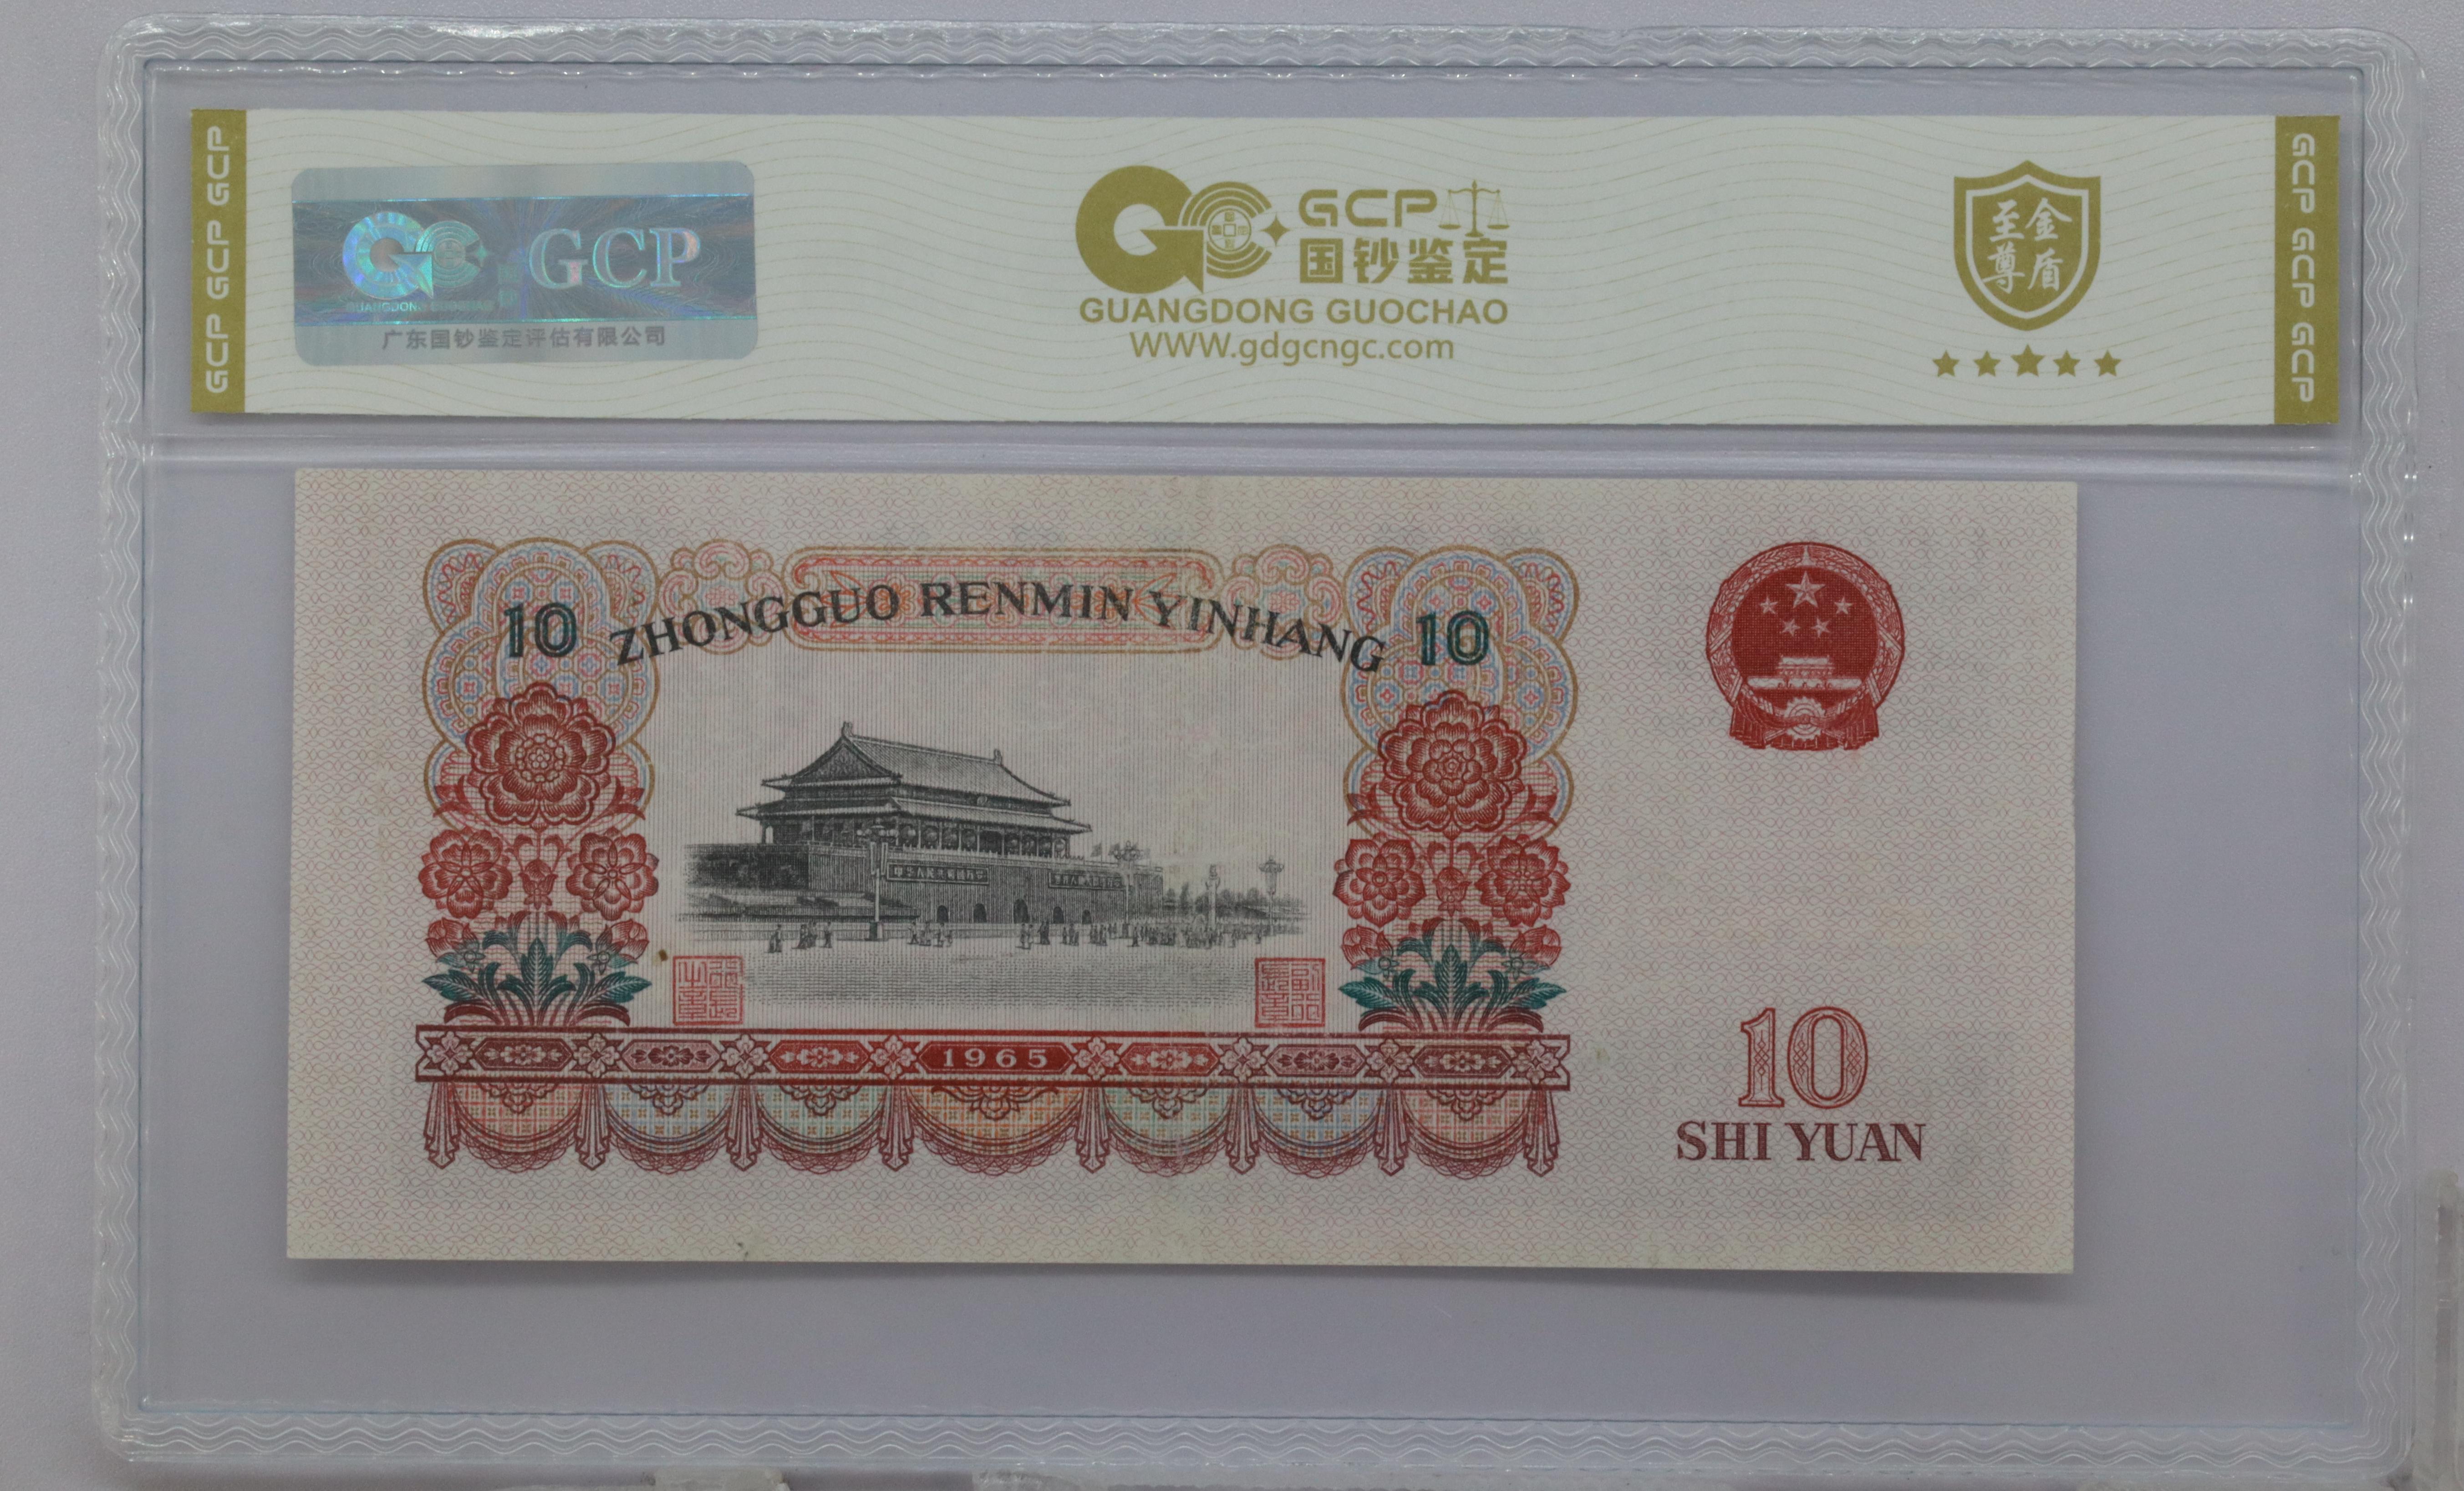 GCP GCP GCP
GCP
GUANGDONG GUOCHAO
广东国钞鉴定评估有限公司
GCP
国钞鉴定
GUANGDONG GUOCHAO
WWW.gdgcngc.com
至尊金盾
GCP GCP GCP
10 ZHONGGUO RENMIN YINHANG 10
1965
10
SHI YUAN